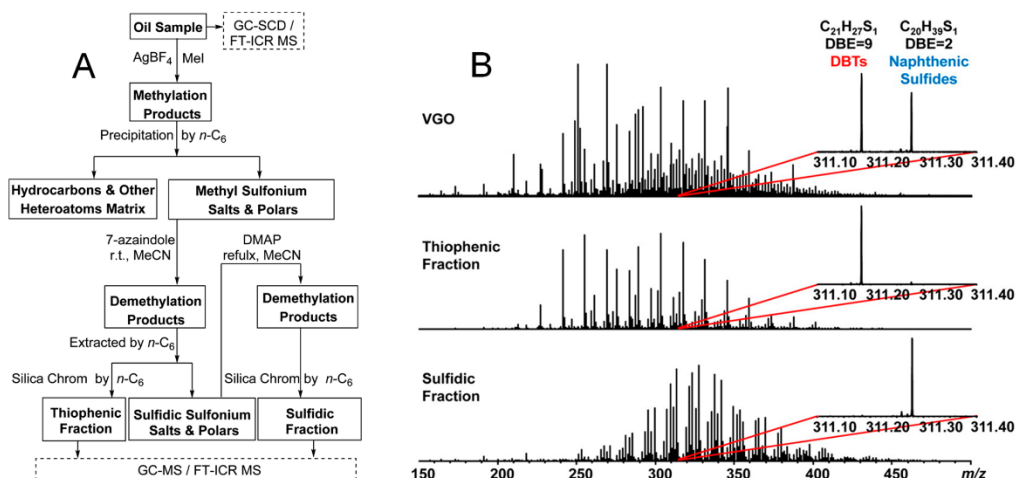 A
Oil Sample
GC-SCD /
FT-ICR MS
AgBF4 MeI
Methylation
Products
Precipitation by n-C6
Hydrocarbons & Other
Heteroatoms Matrix
Methyl Sulfonium
Salts & Polars
7-azaindole
r.t., MeCN
DMAP
refulx, MeCN
Demethylation
Products
Demethylation
Products
Extracted by n-C6
Silica Chrom by n-C6
Silica Chrom by n-C6
Thiophenic
Fraction
Sulfidic Sulfonium
Salts & Polars
Sulfidic
Fraction
GC-MS / FT-ICR MS
B
C21H27S1
DBE=9
DBTs
C20H39S1
DBE=2
Naphthenic
Sulfides
VGO
311.10 311.20 311.30 311.40
Thiophenic
Fraction
311.10 311.20 311.30 311.40
Sulfidic
Fraction
311.10 311.20 311.30 311.40
150 200 250 300 350 400 450 m/z